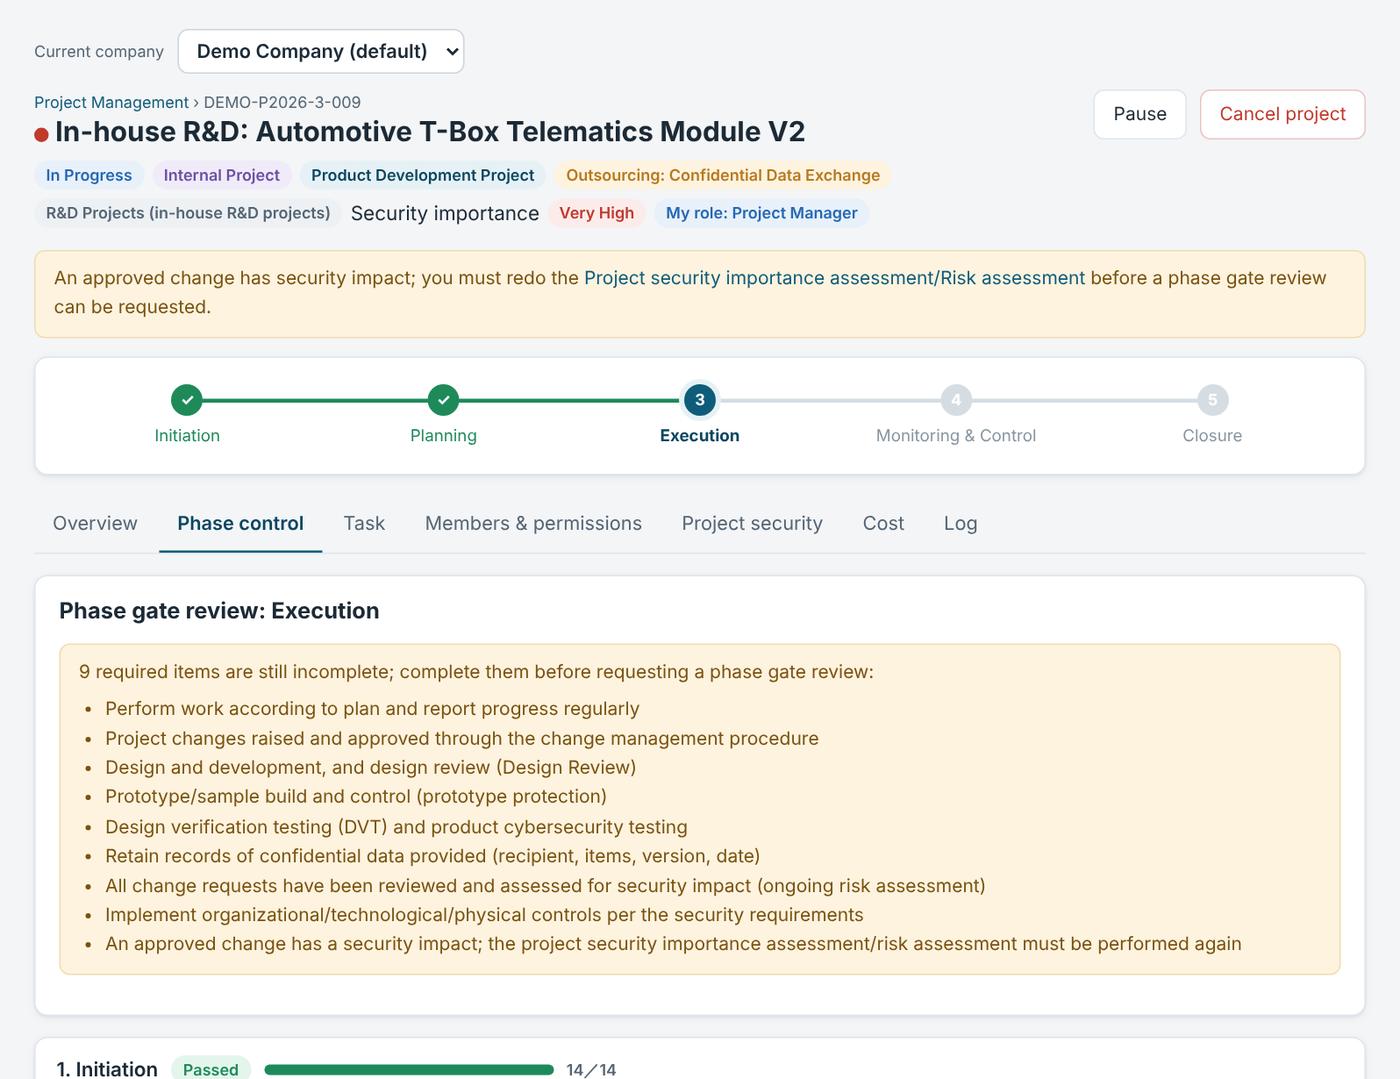 Current company Demo Company (default)
Project Management › DEMO-P2026-3-009
In-house R&D: Automotive T-Box Telematics Module V2
Pause Cancel project
In Progress Internal Project Product Development Project Outsourcing: Confidential Data Exchange
R&D Projects (in-house R&D projects) Security importance Very High My role: Project Manager
An approved change has security impact; you must redo the Project security importance assessment/Risk assessment before a phase gate review
can be requested.
3 4 5
Initiation Planning Execution Monitoring & Control Closure
Overview Phase control Task Members & permissions Project security Cost Log
Phase gate review: Execution
9 required items are still incomplete; complete them before requesting a phase gate review:
• Perform work according to plan and report progress regularly
• Project changes raised and approved through the change management procedure
• Design and development, and design review (Design Review)
• Prototype/sample build and control (prototype protection)
• Design verification testing (DVT) and product cybersecurity testing
• Retain records of confidential data provided (recipient, items, version, date)
• All change requests have been reviewed and assessed for security impact (ongoing risk assessment)
• Implement organizational/technological/physical controls per the security requirements
• An approved change has a security impact; the project security importance assessment/risk assessment must be performed again
1. Initiation Passed 14／14